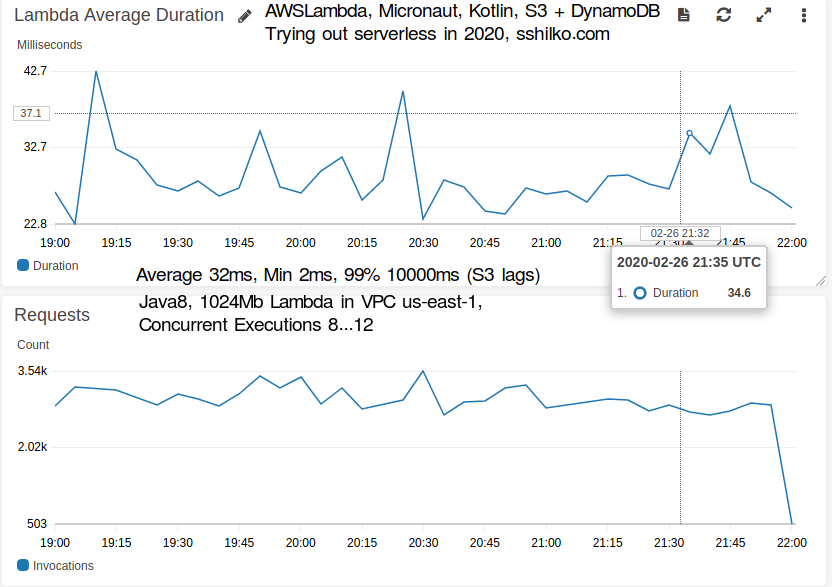 Lambda Average Duration
AWSLambda, Micronaut, Kotlin, S3 + DynamoDB
Trying out serverless in 2020, sshilko.com
Milliseconds
42.7
37.1
32.7
22.8
19:00 19:15 19:30 19:45 20:00 20:15 20:30 20:45 21:00 21:15 21:30 21:45 22:00
02-26 21:32
2020-02-26 21:35 UTC
1. Duration 34.6
Duration
Average 32ms, Min 2ms, 99% 10000ms (S3 lags)
Java8, 1024Mb Lambda in VPC us-east-1,
Concurrent Executions 8...12
Requests
Count
3.54k
2.02k
503
19:00 19:15 19:30 19:45 20:00 20:15 20:30 20:45 21:00 21:15 21:30 21:45 22:00
Invocations